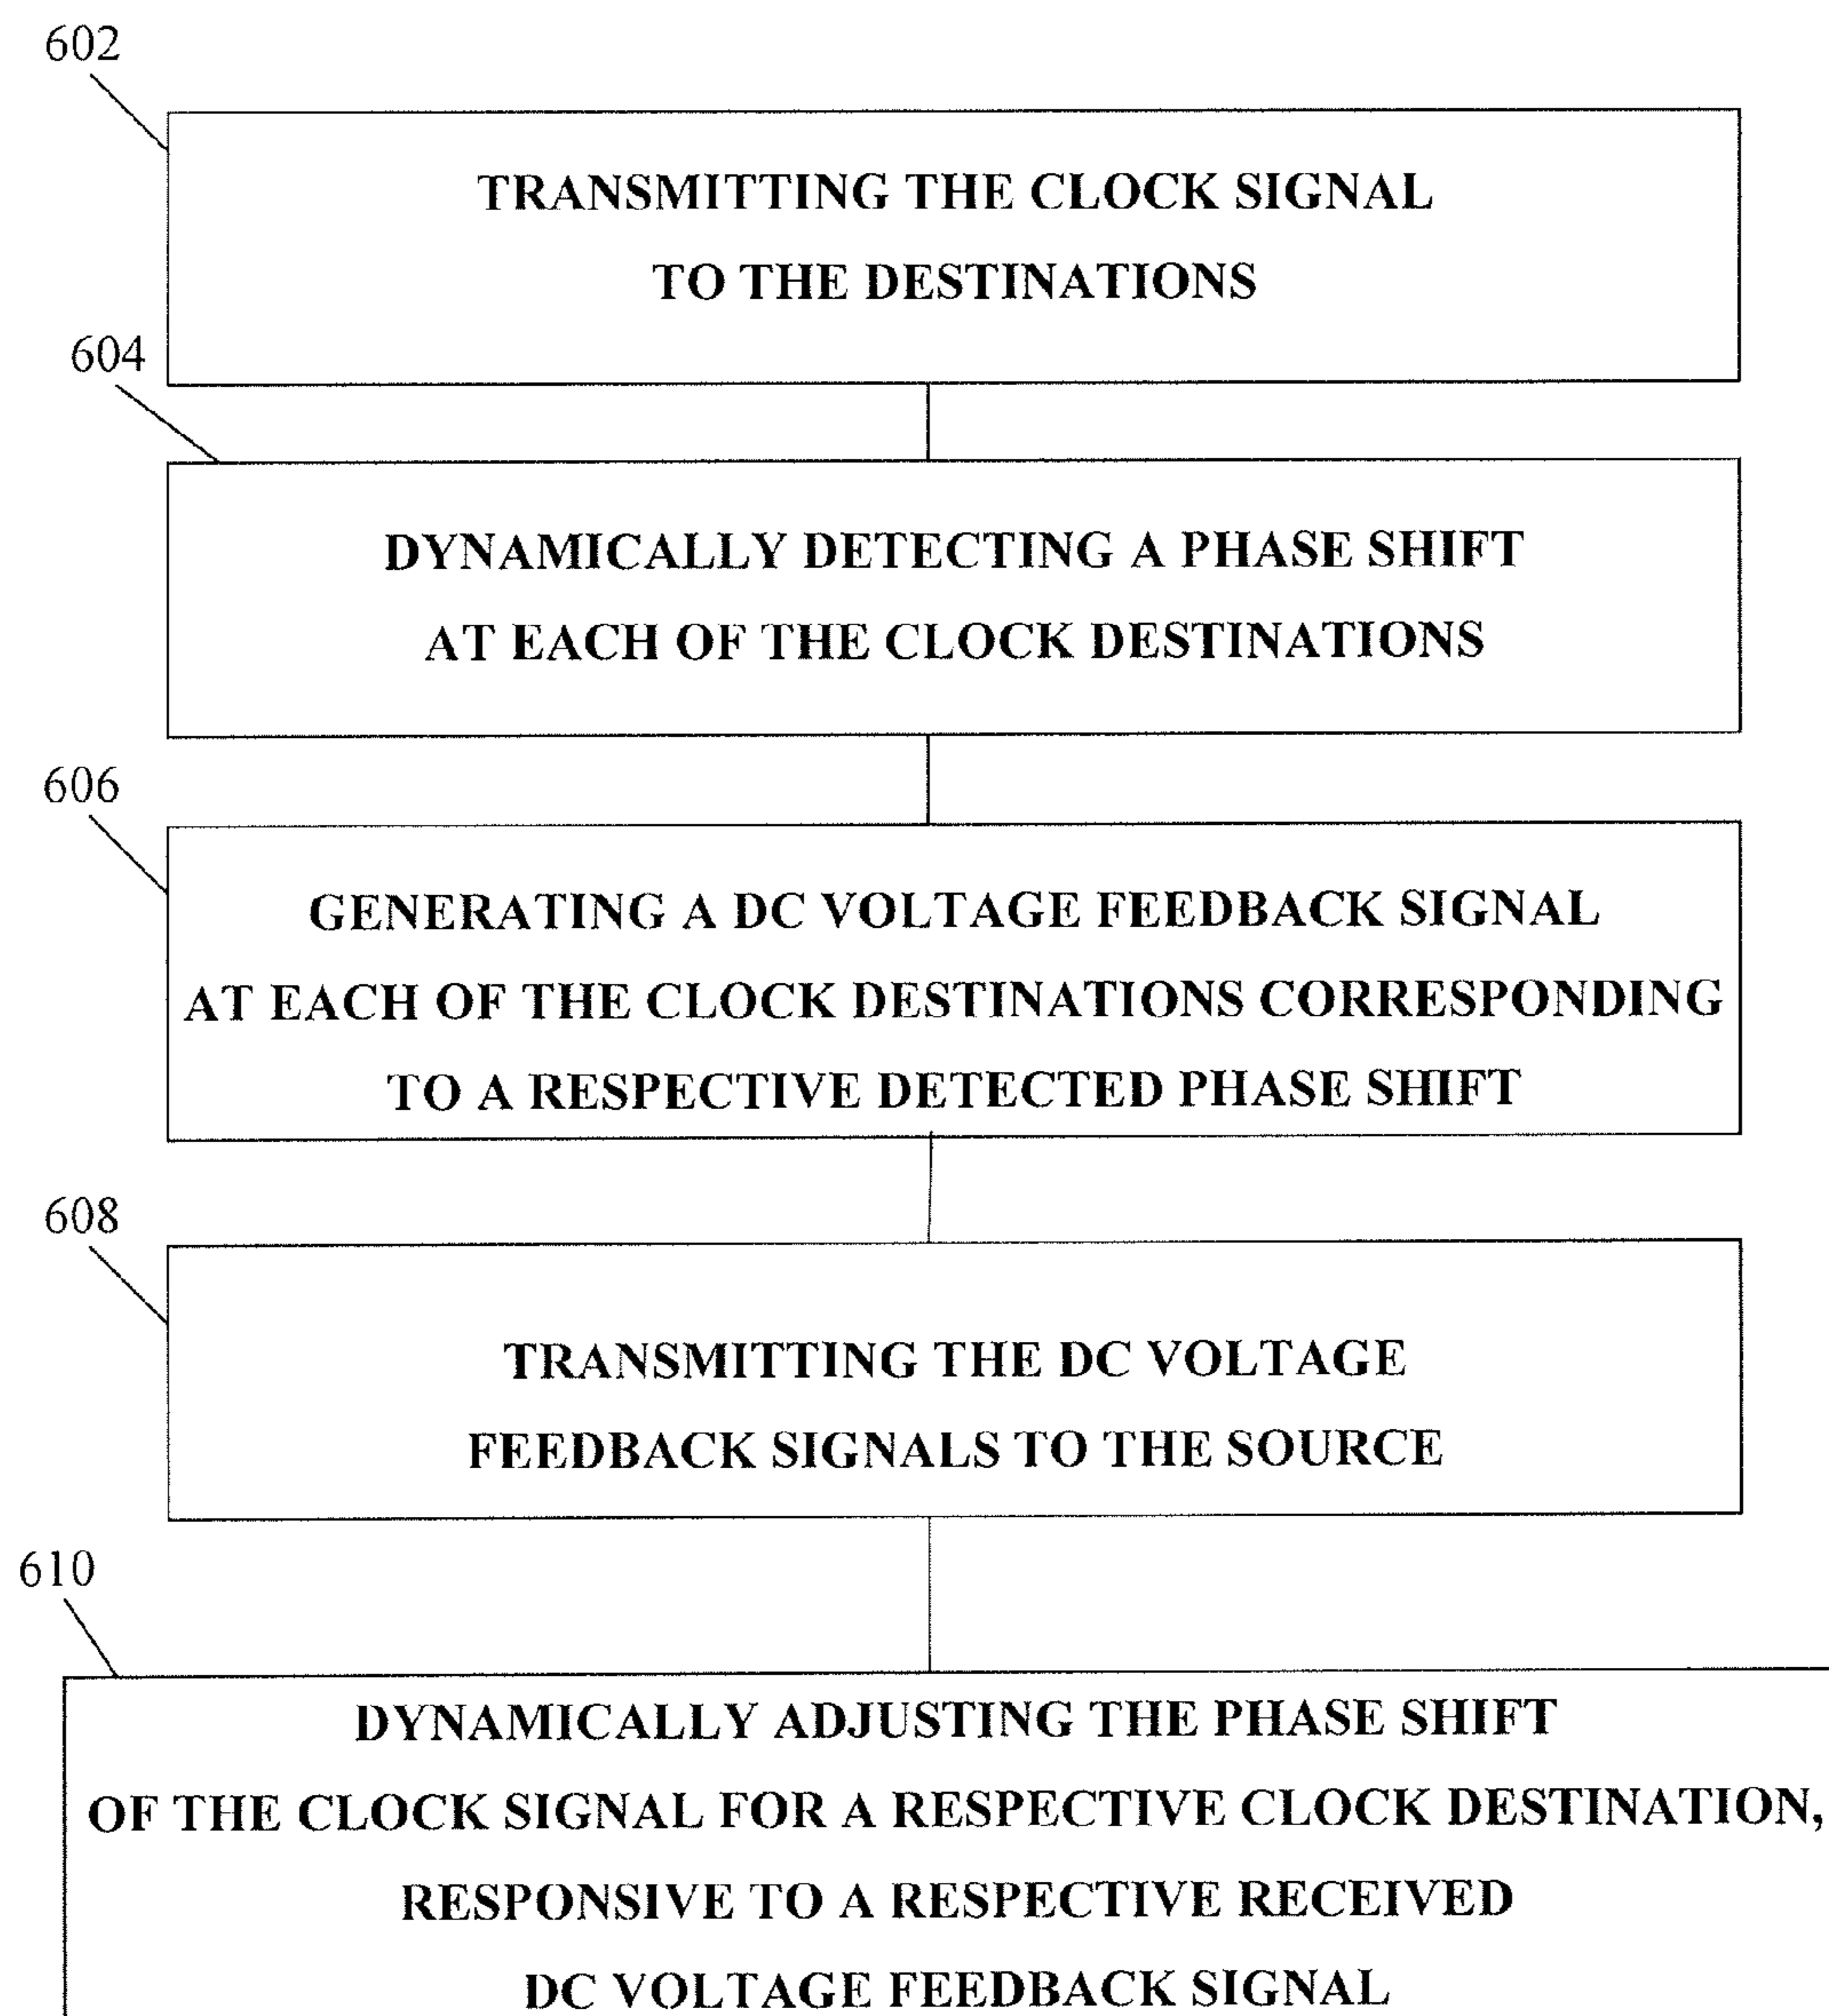 602
TRANSMITTING THE CLOCK SIGNAL
TO THE DESTINATIONS
604
DYNAMICALLY DETECTING A PHASE SHIFT
AT EACH OF THE CLOCK DESTINATIONS
606
GENERATING A DC VOLTAGE FEEDBACK SIGNAL
AT EACH OF THE CLOCK DESTINATIONS CORRESPONDING
TO A RESPECTIVE DETECTED PHASE SHIFT
608
TRANSMITTING THE DC VOLTAGE
FEEDBACK SIGNALS TO THE SOURCE
610
DYNAMICALLY ADJUSTING THE PHASE SHIFT
OF THE CLOCK SIGNAL FOR A RESPECTIVE CLOCK DESTINATION,
RESPONSIVE TO A RESPECTIVE RECEIVED
DC VOLTAGE FEEDBACK SIGNAL